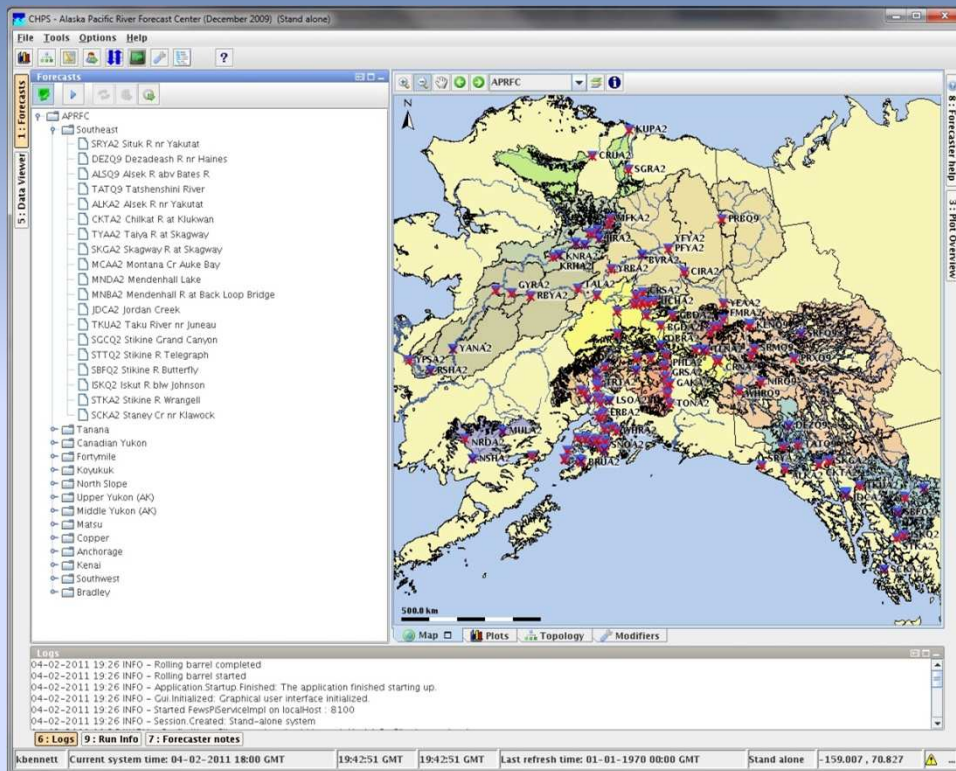 CHPS - Alaska Pacific River Forecast Center (December 2009) (Stand alone)
File Tools Options Help
?
Forecasts
APRFC
1 : Forecasts
5 : Data Viewer
8 : Forecaster help
3 : Plot Overview
APRFC
Southeast
SRYA2 Situk R nr Yakutat
DEZQ9 Dezadeash R nr Haines
ALSQ9 Alsek R abv Bates R
TATQ9 Tatshenshini River
ALKA2 Alsek R nr Yakutat
CKTA2 Chilkat R at Klukwan
TYAA2 Taiya R at Skagway
SKGA2 Skagway R at Skagway
MCAA2 Montana Cr Auke Bay
MNDA2 Mendenhall Lake
MNBA2 Mendenhall R at Back Loop Bridge
JDCA2 Jordan Creek
TKUA2 Taku River nr Juneau
SGCQ2 Stikine Grand Canyon
STTQ2 Stikine R Telegraph
SBFQ2 Stikine R Butterfly
ISKQ2 Iskut R blw Johnson
STKA2 Stikine R Wrangell
SCKA2 Staney Cr nr Klawock
Tanana
Canadian Yukon
Fortymile
Koyukuk
North Slope
Upper Yukon (AK)
Middle Yukon (AK)
Matsu
Copper
Anchorage
Kenai
Southwest
Bradley
N
KUPA2
CRUA2
SGRA2
MFKA2
PRBQ9
YFYA2
PFYA2
KNRA2
BVRA2
KRHA2
YRBA2
CIRA2
GYRA2
TALA2
RBYA2
YEAA2
FMRA2
YANA2
YPSA2
RSHA2
GRSA2
GAKA2
LSOA2
TONA2
WHRQ9
NIRQ9
MULA2
NRDA2
NSHA2
DEZQ9
SCKA2
500.0 km
Map Plots Topology Modifiers
Logs
04-02-2011 19:26 INFO - Rolling barrel completed
04-02-2011 19:26 INFO - Rolling barrel started
04-02-2011 19:26 INFO - Application.Startup.Finished: The application finished starting up.
04-02-2011 19:26 INFO - Gui.Initialized: Graphical user interface initialized.
04-02-2011 19:26 INFO - Started FewsPiServiceImpl on localHost : 8100
04-02-2011 19:26 INFO - Session.Created: Stand-alone system
6 : Logs 9 : Run Info 7 : Forecaster notes
kbennett Current system time: 04-02-2011 18:00 GMT 19:42:51 GMT 19:42:51 GMT Last refresh time: 01-01-1970 00:00 GMT Stand alone -159.007 , 70.827 ...